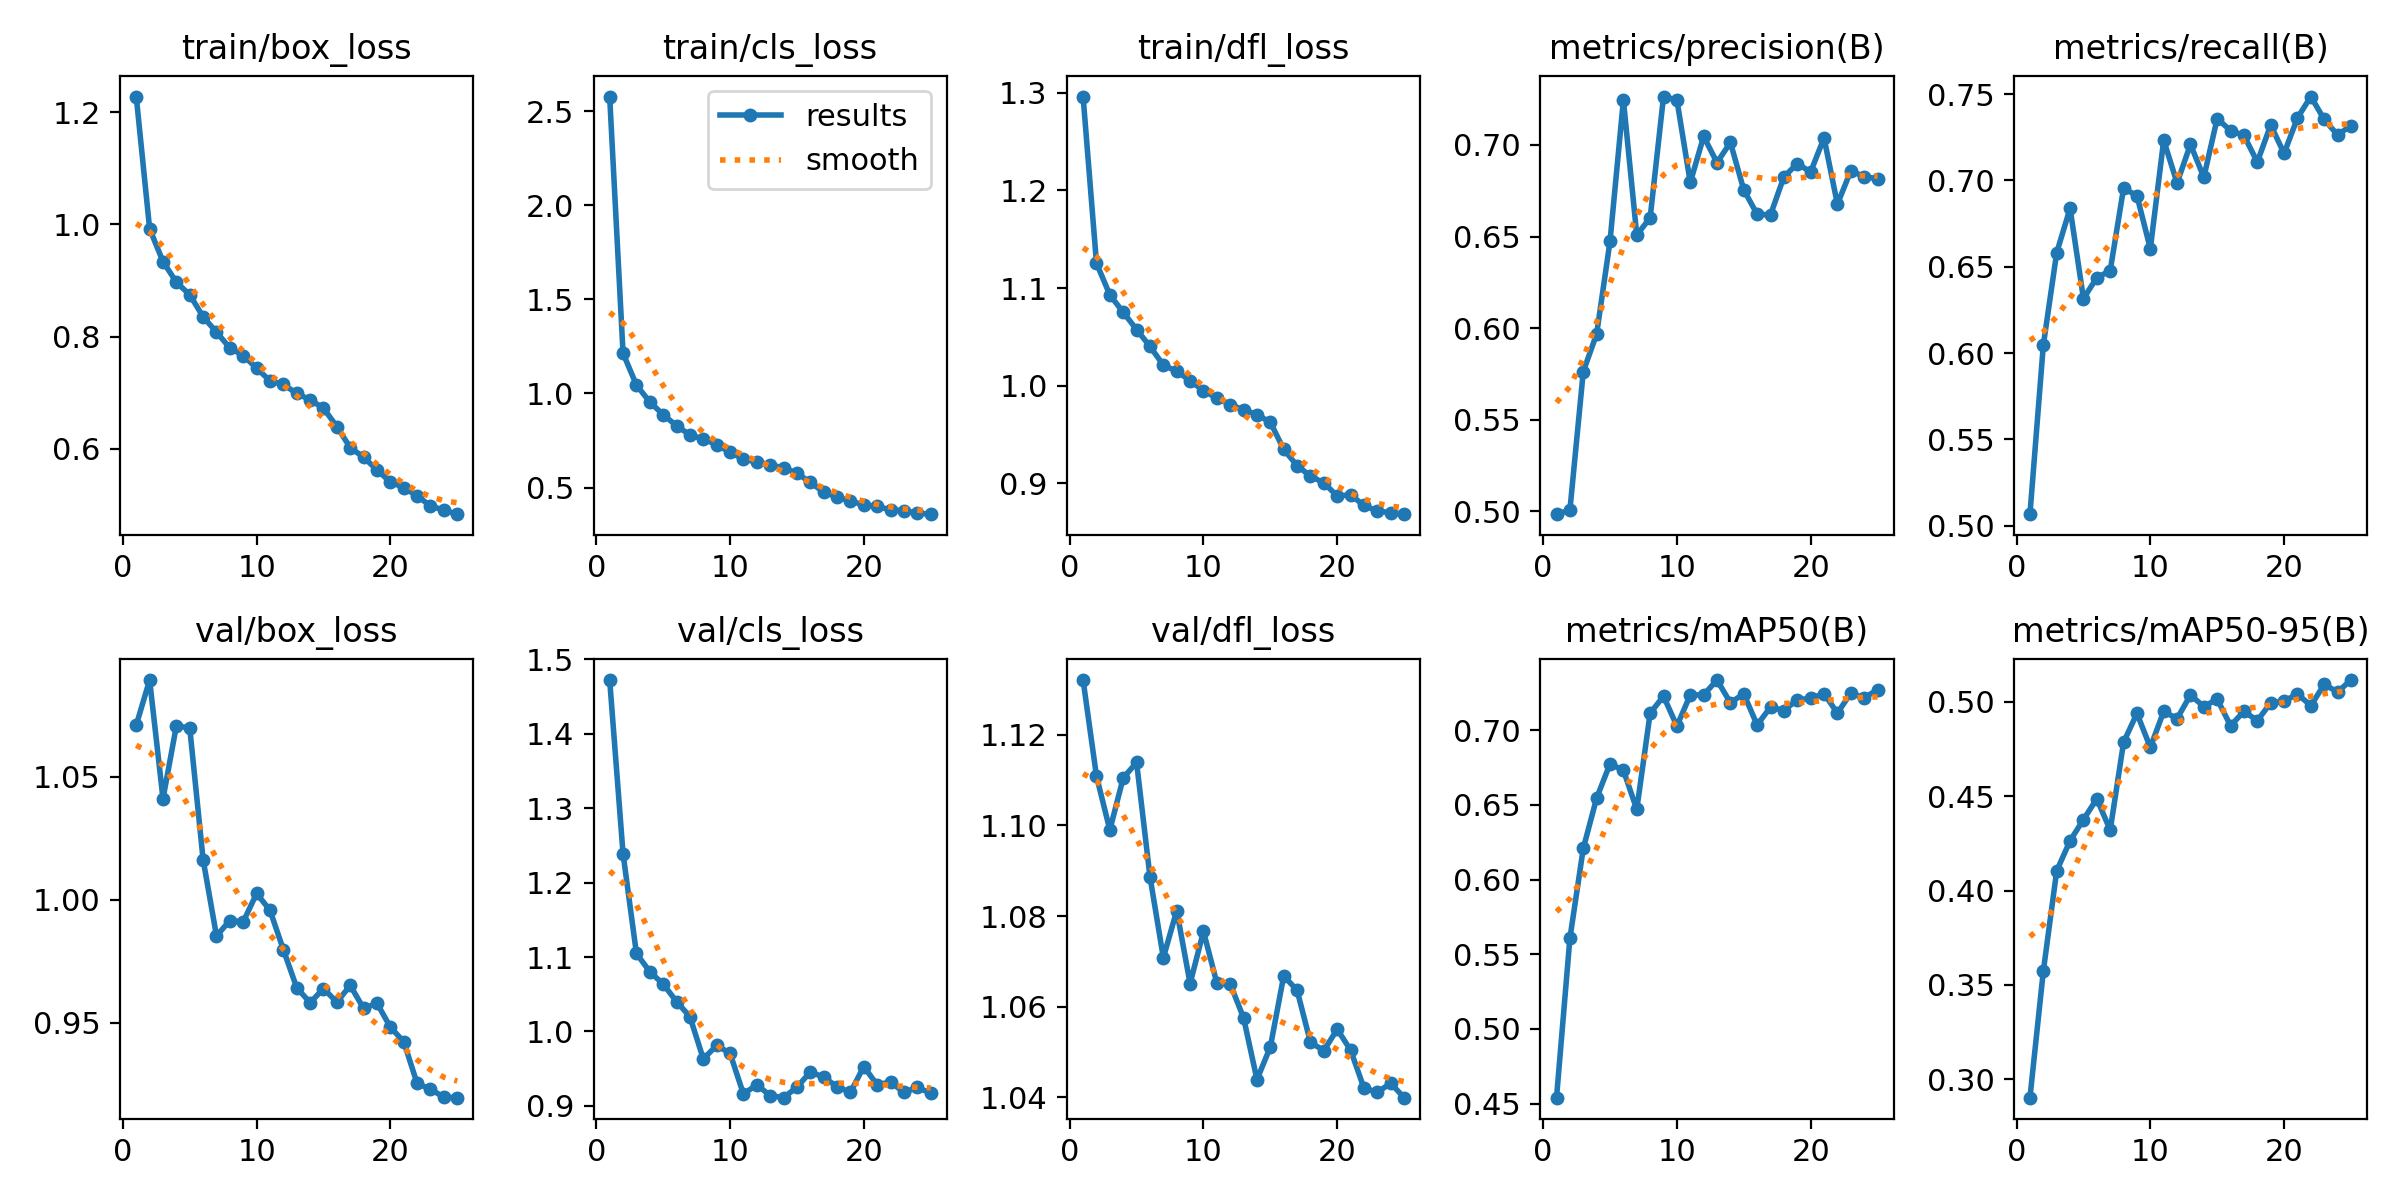 train/box_loss
1.2
1.0
0.8
0.6
0 10 20
train/cls_loss
results
smooth
2.5
2.0
1.5
1.0
0.5
0 10 20
train/dfl_loss
1.3
1.2
1.1
1.0
0.9
0 10 20
metrics/precision(B)
0.70
0.65
0.60
0.55
0.50
0 10 20
metrics/recall(B)
0.75
0.70
0.65
0.60
0.55
0.50
0 10 20
val/box_loss
1.05
1.00
0.95
0 10 20
val/cls_loss
1.5
1.4
1.3
1.2
1.1
1.0
0.9
0 10 20
val/dfl_loss
1.12
1.10
1.08
1.06
1.04
0 10 20
metrics/mAP50(B)
0.70
0.65
0.60
0.55
0.50
0.45
0 10 20
metrics/mAP50-95(B)
0.50
0.45
0.40
0.35
0.30
0 10 20